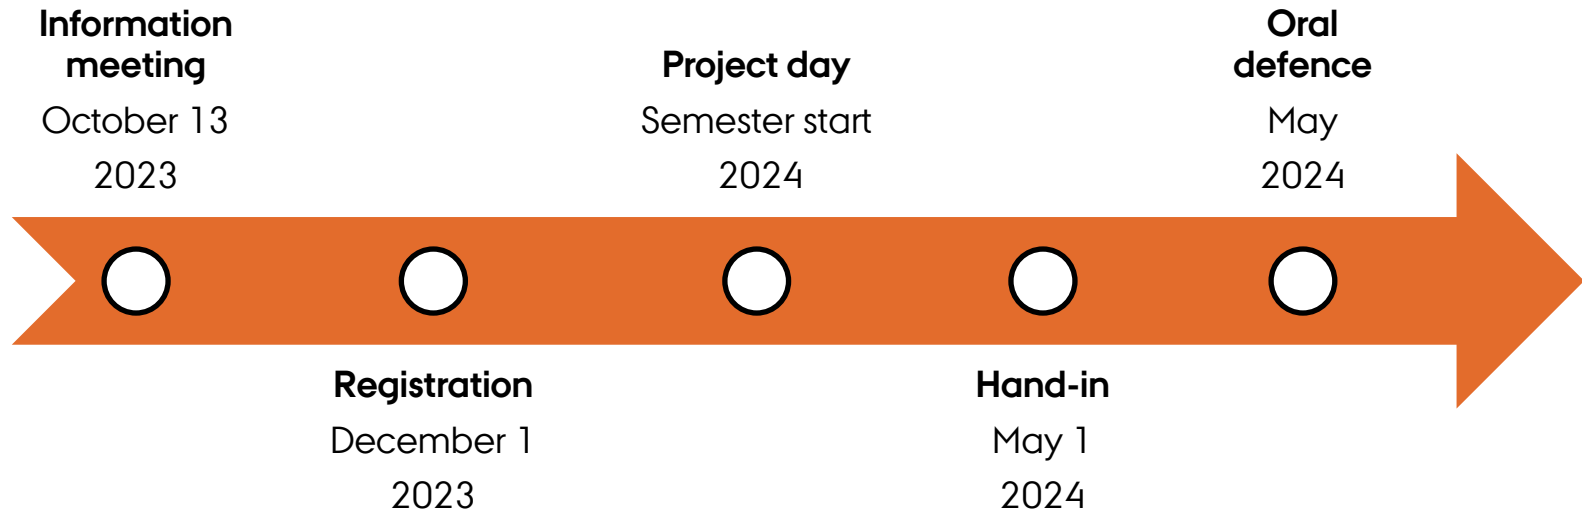 Information
meeting
October 13
2023
Registration
December 1
2023
Project day
Semester start
2024
Hand-in
May 1
2024
Oral
defence
May
2024